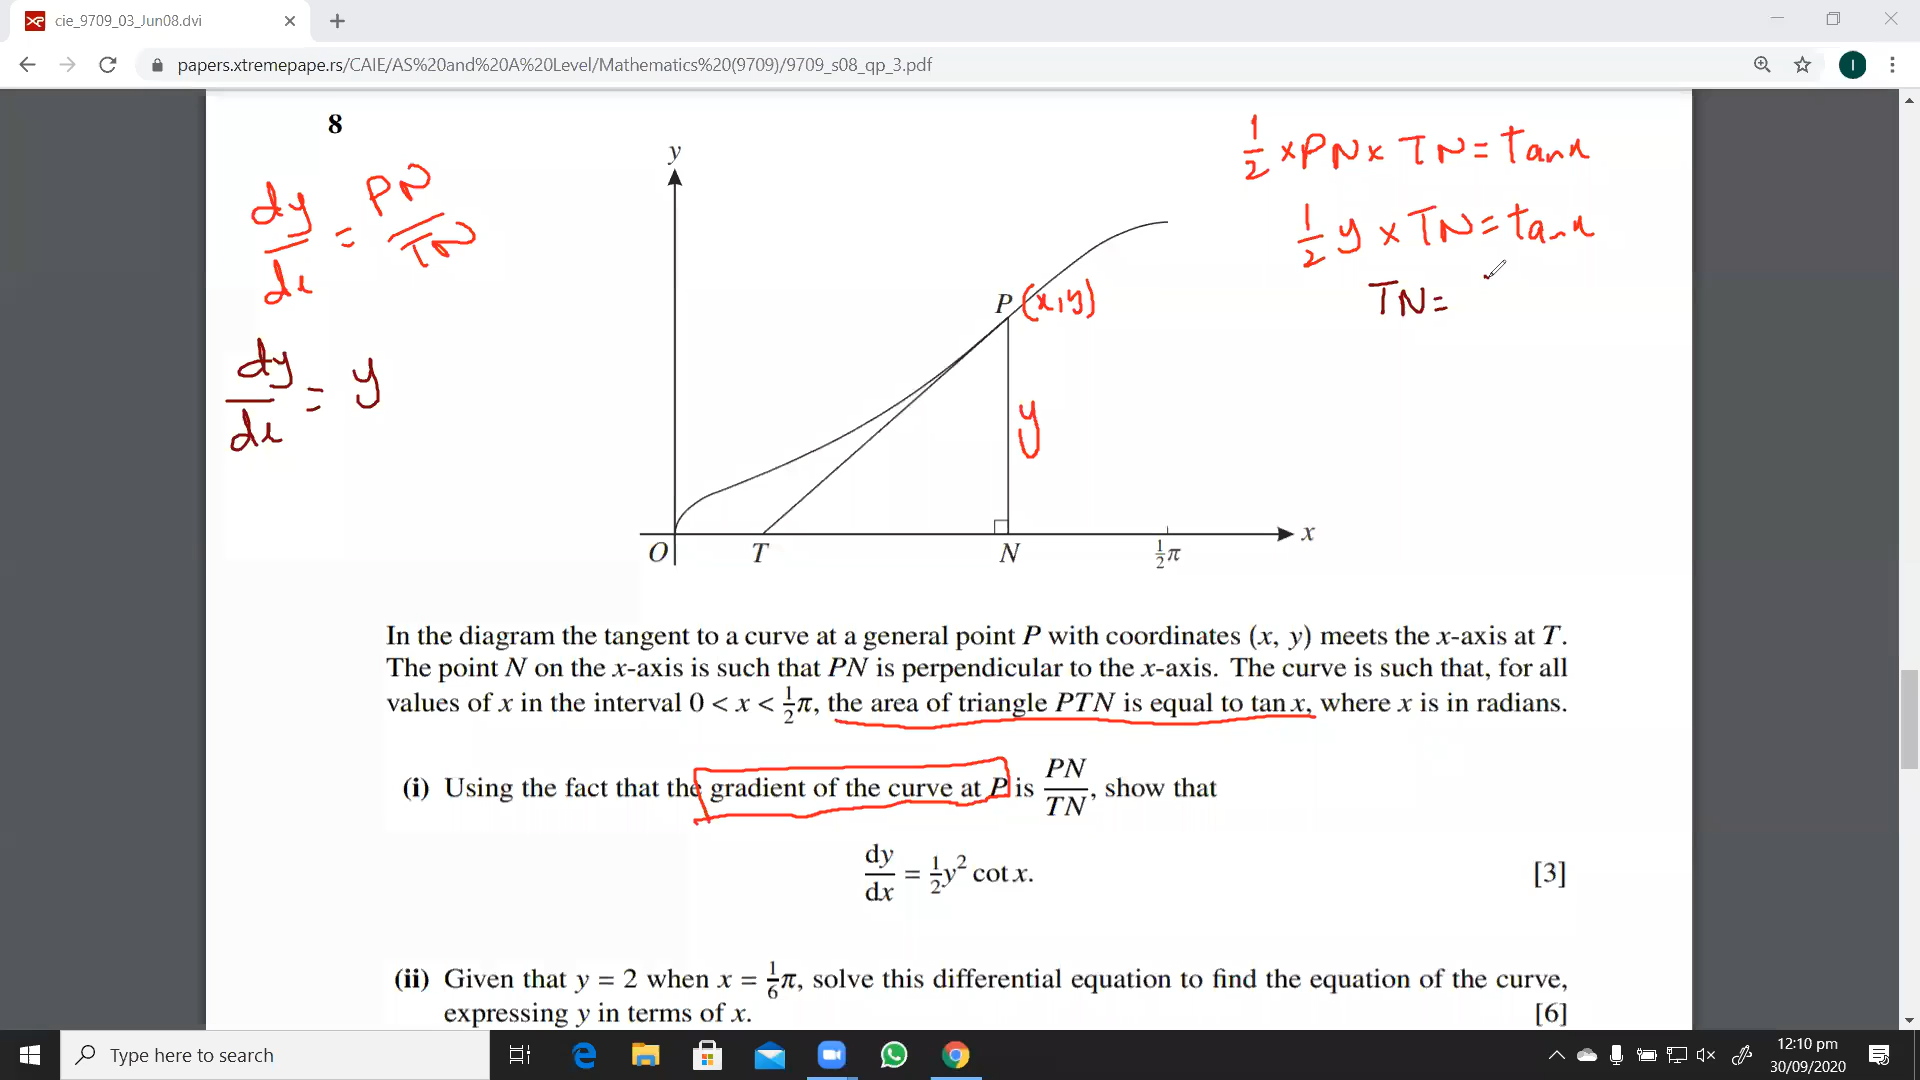 cie_9709_03_Jun08.dvi
papers.xtremepape.rs/CAIE/AS%20and%20A%20Level/Mathematics%20(9709)/9709_s08_qp_3.pdf
I
8
dy/dx = PN/TN
dy/dx = y
½ × PN × TN = tan x
½ y × TN = tan x
TN =
y
P (x, y)
y
O
T
N
½π
x
In the diagram the tangent to a curve at a general point P with coordinates (x, y) meets the x-axis at T.
The point N on the x-axis is such that PN is perpendicular to the x-axis. The curve is such that, for all
values of x in the interval 0 < x < ½π, the area of triangle PTN is equal to tan x, where x is in radians.
(i) Using the fact that the gradient of the curve at P is PN/TN, show that
dy/dx = ½y² cot x. [3]
(ii) Given that y = 2 when x = ⅙π, solve this differential equation to find the equation of the curve,
expressing y in terms of x. [6]
Type here to search
12:10 pm
30/09/2020